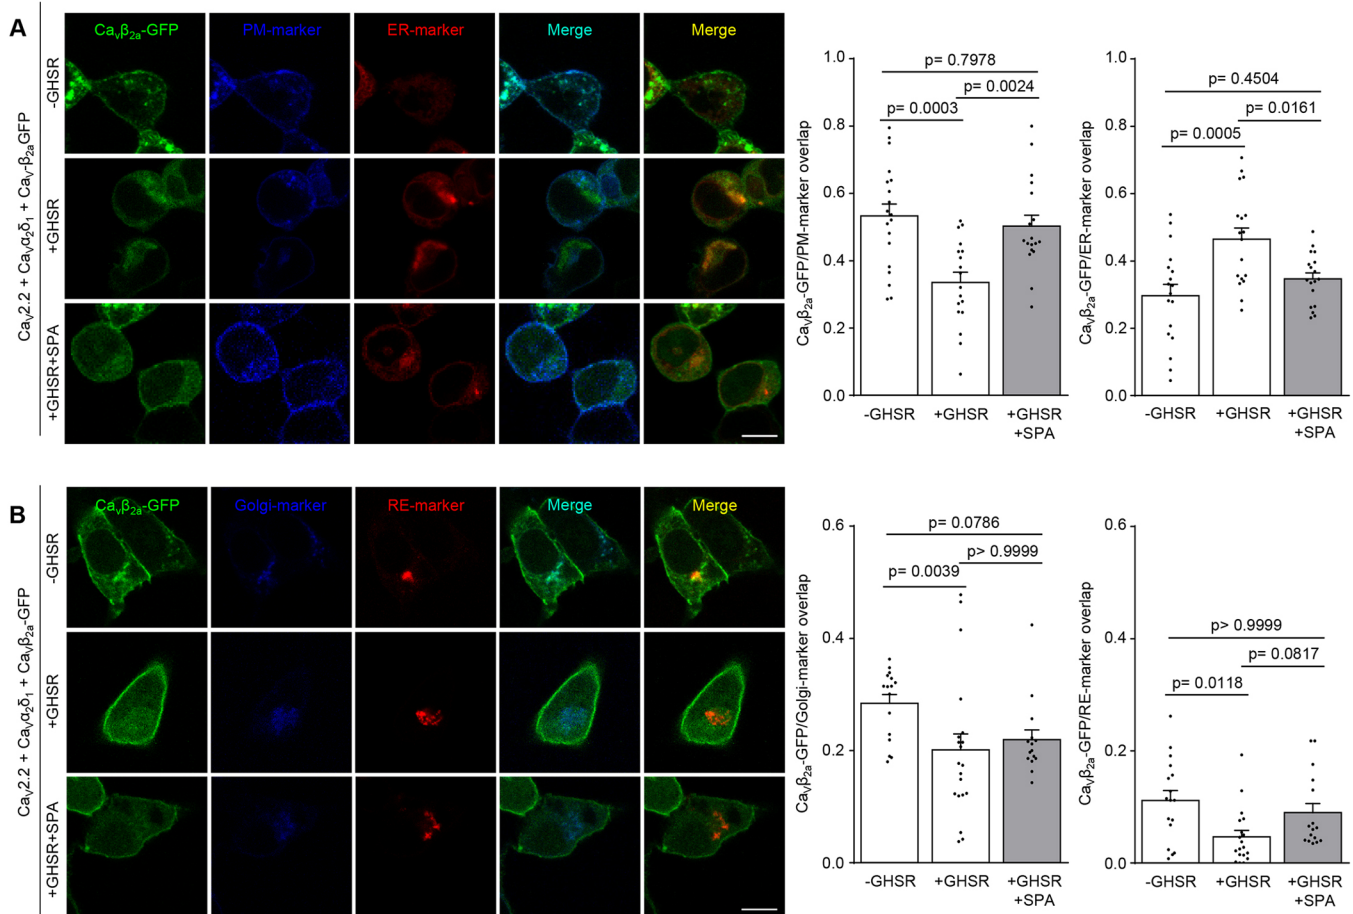 A
Caᵥβ₂ₐ-GFP PM-marker ER-marker Merge Merge
Caᵥ2.2 + Caᵥα₂δ₁ + Caᵥ-β₂ₐGFP
-GHSR
+GHSR
+GHSR+SPA
Caᵥβ₂ₐ-GFP/PM-marker overlap
1.0
0.8
0.6
0.4
0.2
0.0
p= 0.7978
p= 0.0024
p= 0.0003
-GHSR +GHSR +GHSR
+SPA
Caᵥβ₂ₐ-GFP/ER-marker overlap
1.0
0.8
0.6
0.4
0.2
0.0
p= 0.4504
p= 0.0161
p= 0.0005
-GHSR +GHSR +GHSR
+SPA
B
Caᵥβ₂ₐ-GFP Golgi-marker RE-marker Merge Merge
Caᵥ2.2 + Caᵥα₂δ₁ + Caᵥβ₂ₐ-GFP
-GHSR
+GHSR
+GHSR+SPA
Caᵥβ₂ₐ-GFP/Golgi-marker overlap
0.6
0.4
0.2
0.0
p= 0.0786
p> 0.9999
p= 0.0039
-GHSR +GHSR +GHSR
+SPA
Caᵥβ₂ₐ-GFP/RE-marker overlap
0.6
0.4
0.2
0.0
p> 0.9999
p= 0.0817
p= 0.0118
-GHSR +GHSR +GHSR
+SPA